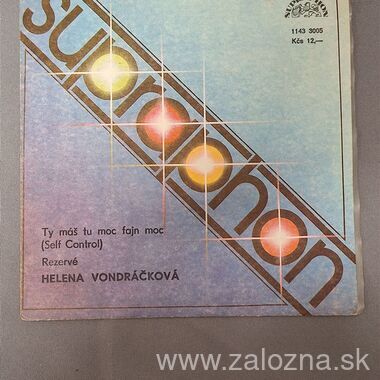 SUPRAPHON
1143 3005
Kčs 12,—
supraphon
Ty máš tu moc fajn moc
(Self Control)
Rezervé
HELENA VONDRÁČKOVÁ
www.zalozna.sk